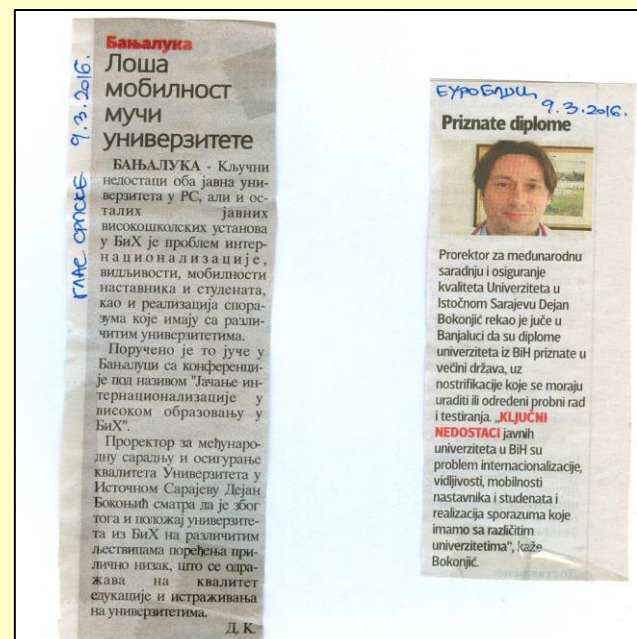 ГЛАС СРПСКЕ 9.3.2016.
Бањалука
Лоша
мобилност
мучи
универзитете
БАЊАЛУКА - Кључни
недостаци оба јавна уни-
верзитета у РС, али и ос-
талих јавних
високошколских установа
у БиХ је проблем интер-
национализације,
видљивости, мобилности
наставника и студената,
као и реализација спора-
зума које имају са разли-
читим универзитетима.
Поручено је то јуче у
Бањалуци са конференци-
је под називом "Јачање ин-
тернационализације у
високом образовању у
БиХ".
Проректор за међунаро-
дну сарадњу и осигурање
квалитета Универзитета у
Источном Сарајеву Дејан
Бокоњић сматра да је због
тога и положај универзите-
та из БиХ на различитим
љествицама поређења при-
лично низак, што се одра-
жава на квалитет
едукације и истраживања
на универзитетима.
Д. К.
ЕУРОБЛИЦ
9.3.2016.
Priznate diplome
Prorektor za međunarodnu
saradnju i osiguranje
kvaliteta Univerziteta u
Istočnom Sarajevu Dejan
Bokonjić rekao je juče u
Banjaluci da su diplome
univerziteta iz BiH priznate u
većini država, uz
nostrifikacije koje se moraju
uraditi ili određeni probni rad
i testiranja. „KLJUČNI
NEDOSTACI javnih
univerziteta u BiH su
problem internacionalizacije,
vidljivosti, mobilnosti
nastavnika i studenata i
realizacija sporazuma koje
imamo sa različitim
univerzitetima“, kaže
Bokonjić.